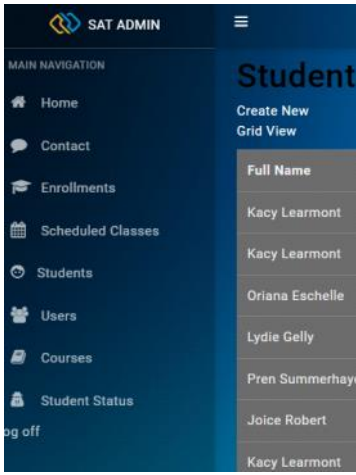 SAT ADMIN
MAIN NAVIGATION
Home
Contact
Enrollments
Scheduled Classes
Students
Users
Courses
Student Status
og off
Student
Create New
Grid View
Full Name
Kacy Learmont
Kacy Learmont
Oriana Eschelle
Lydie Gelly
Pren Summerhay
Joice Robert
Kacy Learmont